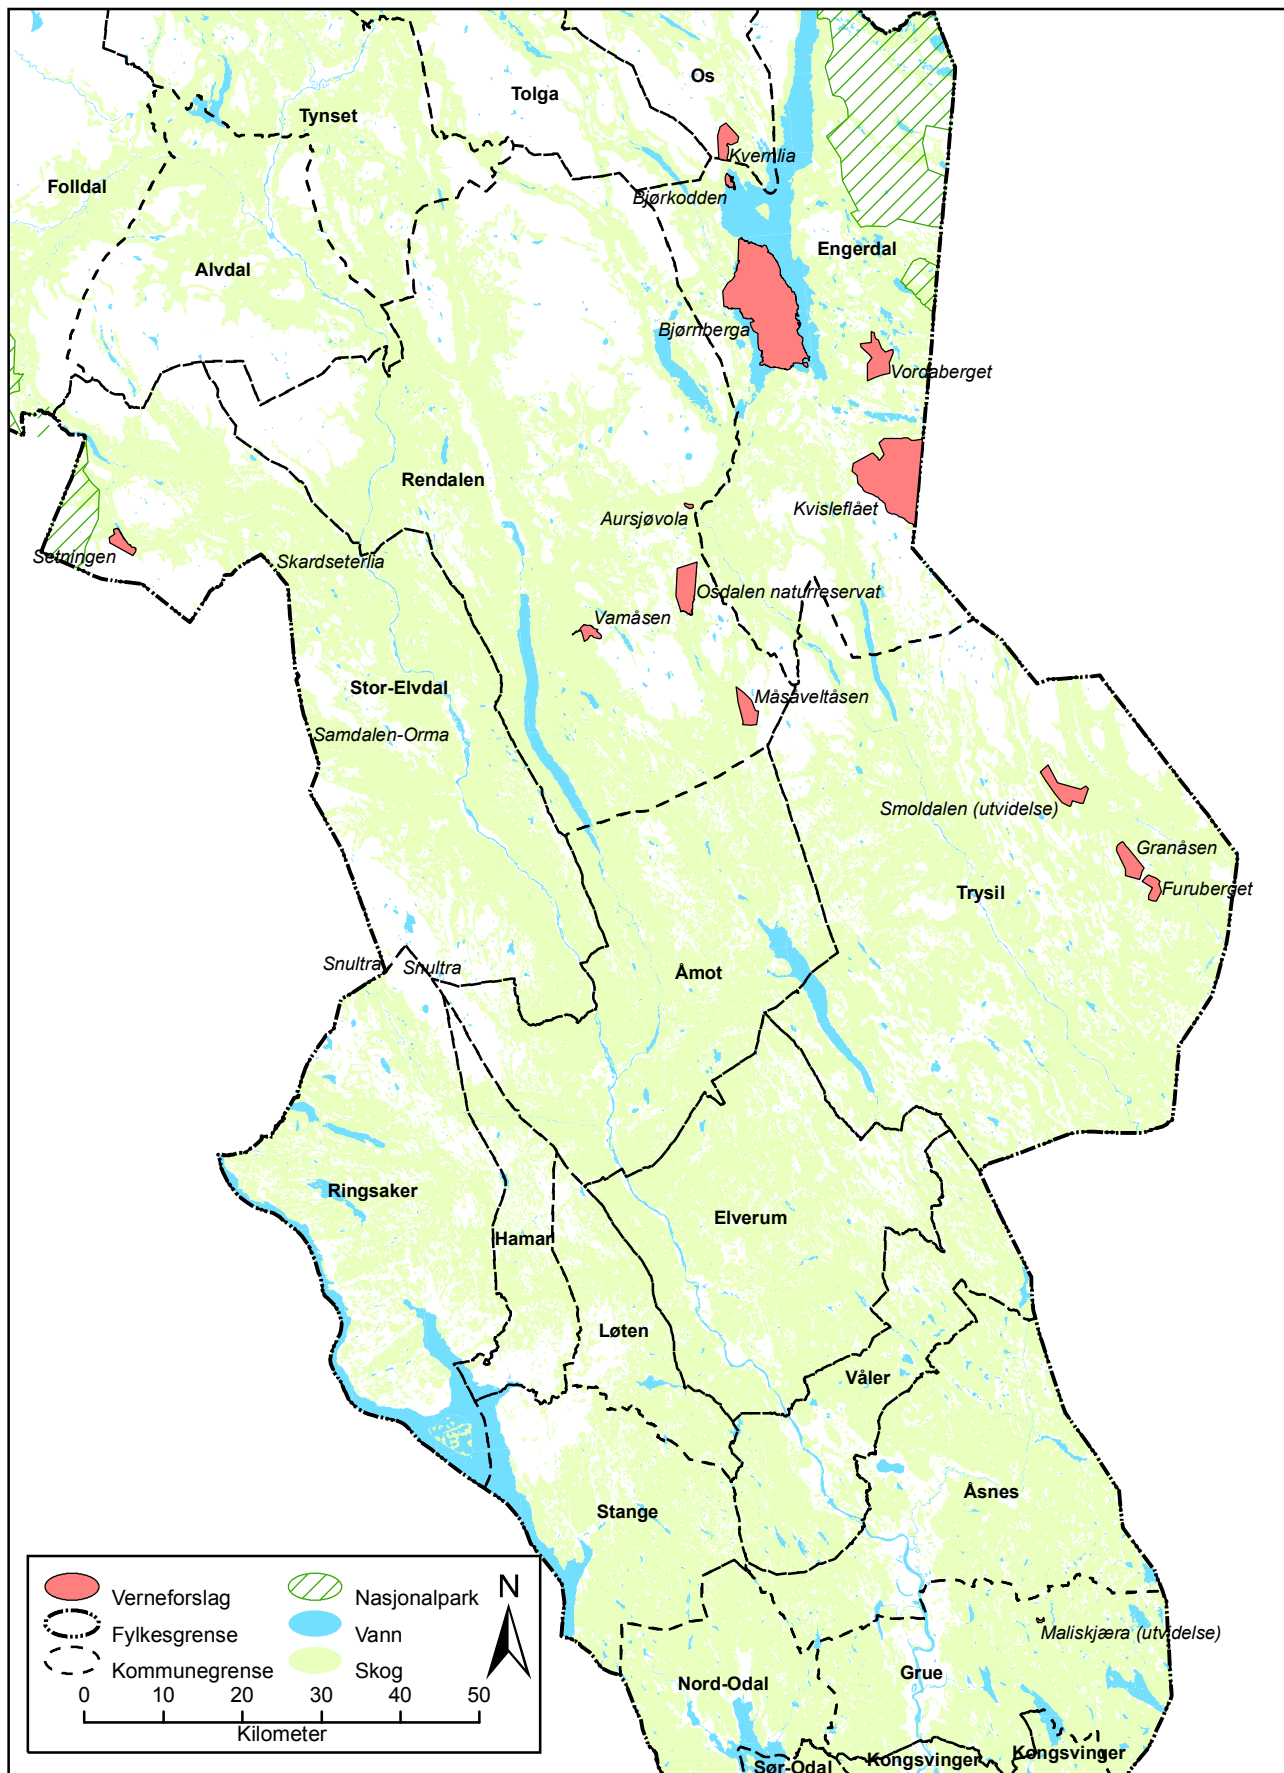 Os
Tolga
Tynset
Kvernlia
Folldal
Bjørkodden
Engerdal
Alvdal
Bjørnberga
Vordaberget
Rendalen
Kvisleflået
Aursjøvola
Setningen
Skardseterlia
Osdalen naturreservat
Vamåsen
Stor-Elvdal
Måsåveltåsen
Samdalen-Orma
Smoldalen (utvidelse)
Granåsen
Furuberget
Trysil
Snultra
Snultra
Åmot
Ringsaker
Elverum
Hamar
Løten
Våler
Åsnes
Stange
Maliskjæra (utvidelse)
Grue
Nord-Odal
Kongsvinger
Kongsvinger
Sør-Odal
Verneforslag
Nasjonalpark
N
Fylkesgrense
Vann
Kommunegrense
Skog
0 10 20 30 40 50
Kilometer